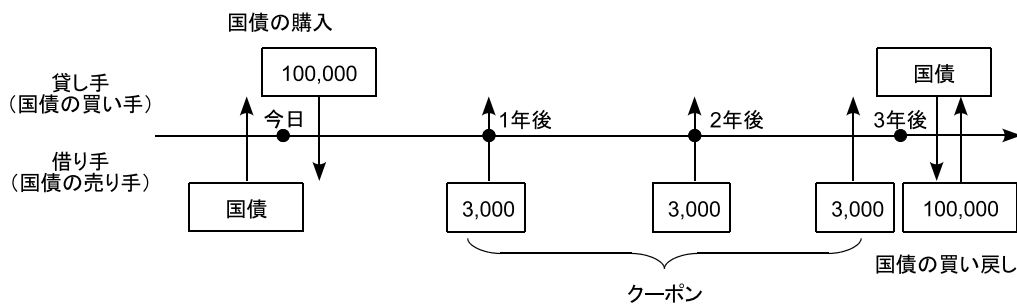 国債の購入
100,000
国債
貸し手
（国債の買い手）
今日
1年後
2年後
3年後
借り手
（国債の売り手）
国債
3,000
3,000
3,000
100,000
国債の買い戻し
クーポン